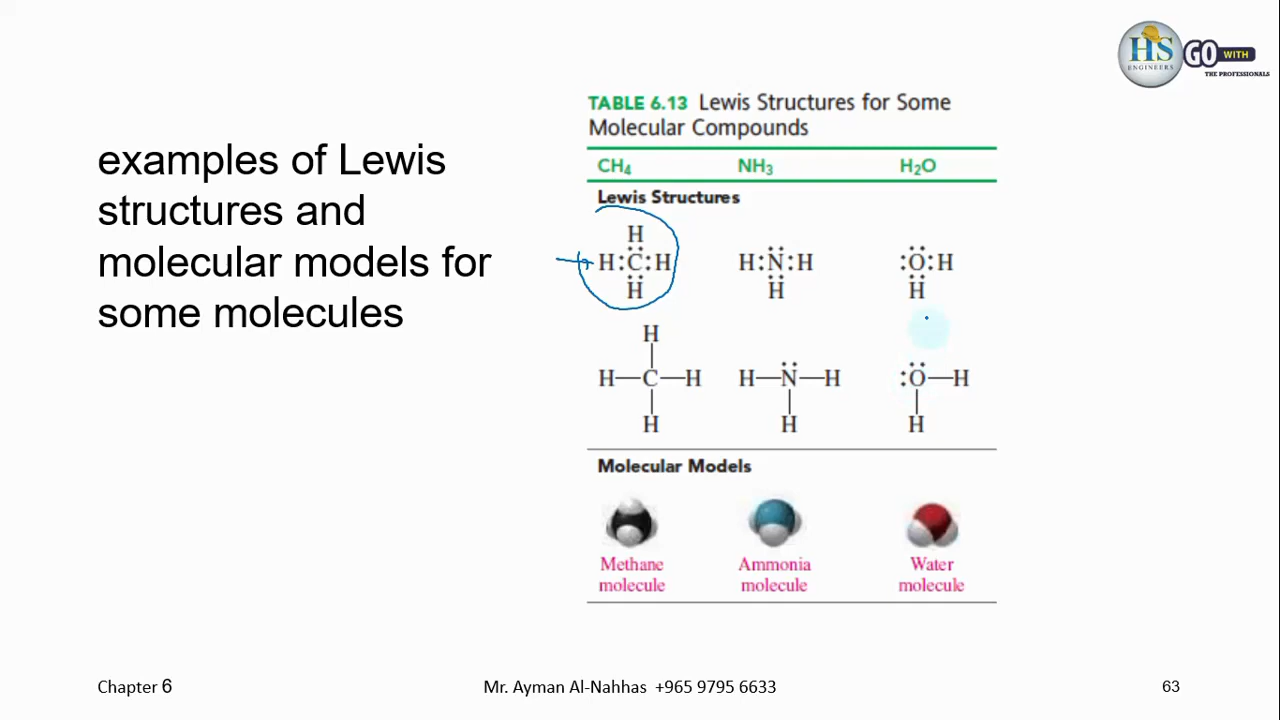 HS
ENGINEERS
GO WITH
THE PROFESSIONALS
examples of Lewis
structures and
molecular models for
some molecules
TABLE 6.13 Lewis Structures for Some
Molecular Compounds
CH₄ NH₃ H₂O
Lewis Structures
H
H:C:H H:N:H :O:H
H H H
H
H—C—H H—N—H :O—H
H H H
Molecular Models
Methane Ammonia Water
molecule molecule molecule
Chapter 6 Mr. Ayman Al-Nahhas +965 9795 6633 63